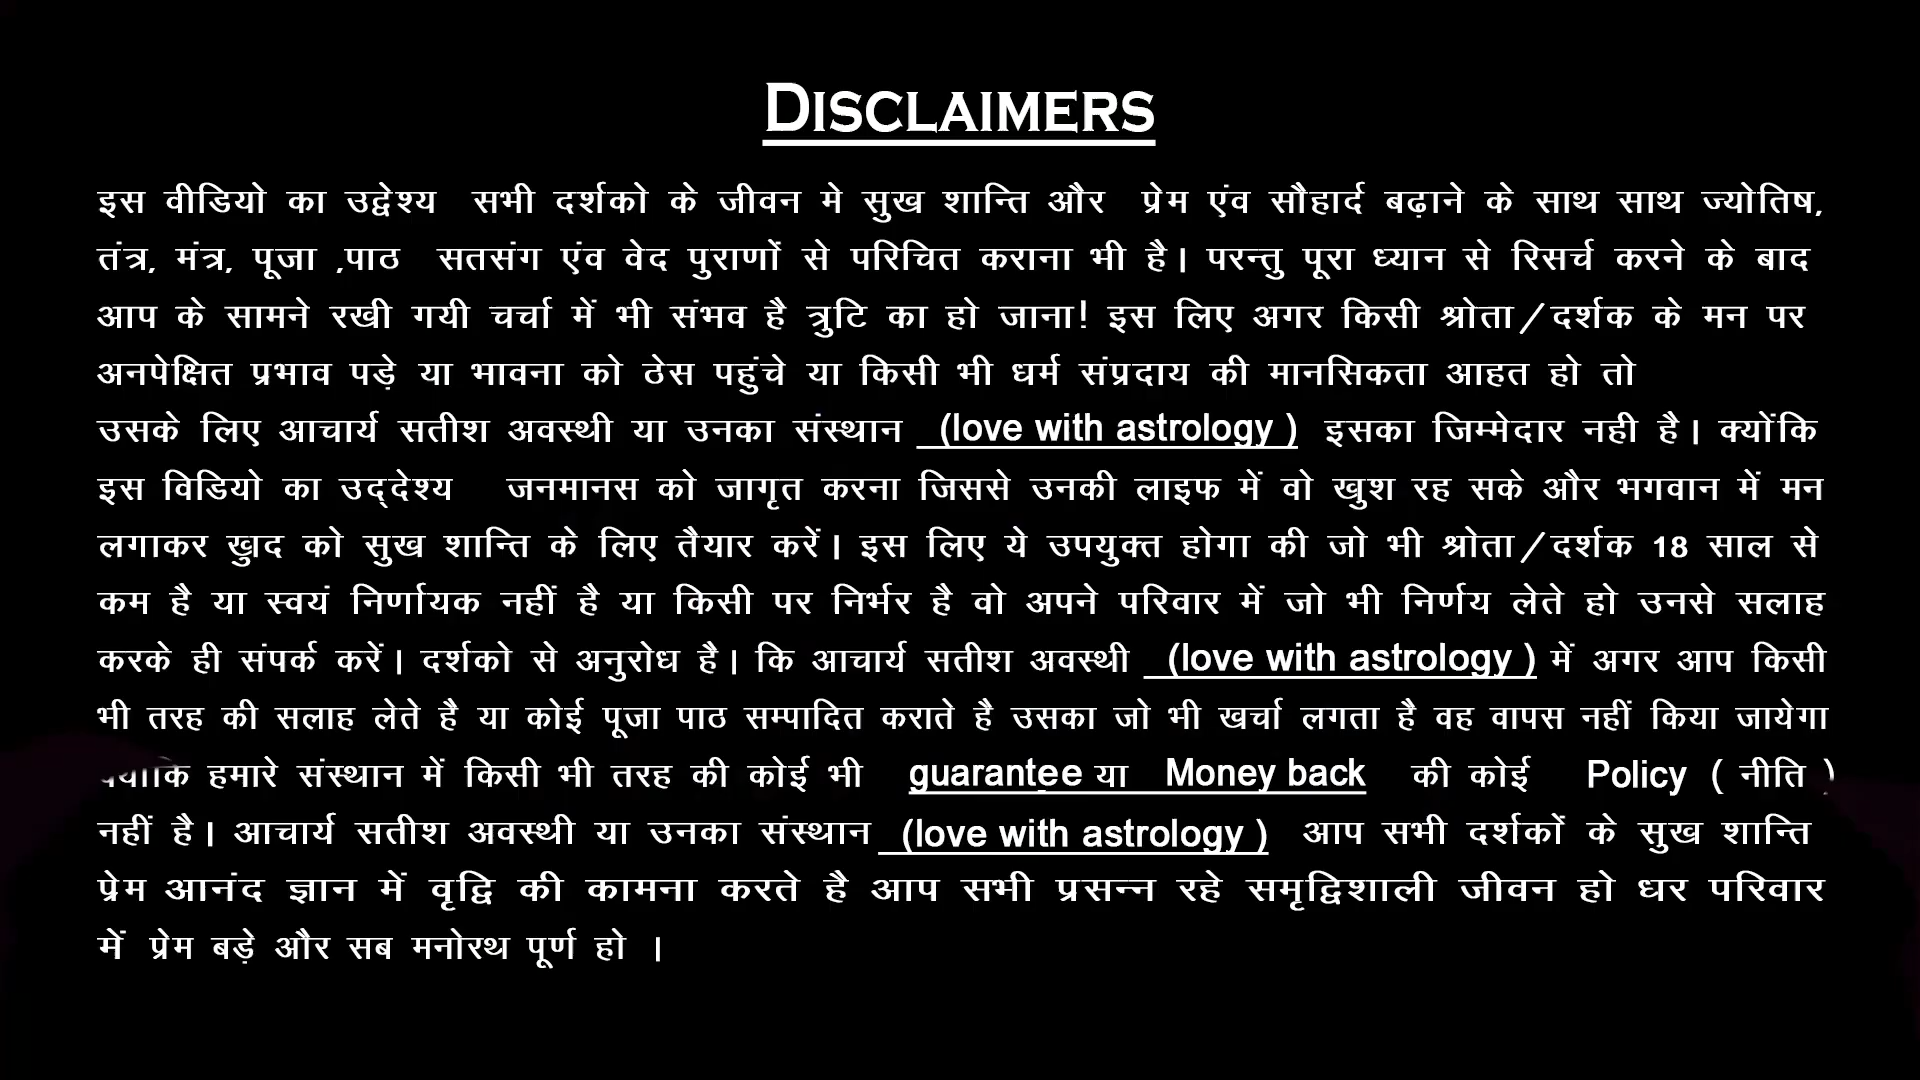 DISCLAIMERS
इस वीडियो का उद्वेश्य सभी दर्शको के जीवन मे सुख शान्ति और प्रेम एंव सौहार्द बढ़ाने के साथ साथ ज्योतिष,
तंत्र, मंत्र, पूजा ,पाठ सतसंग एंव वेद पुराणों से परिचित कराना भी है। परन्तु पूरा ध्यान से रिसर्च करने के बाद
आप के सामने रखी गयी चर्चा में भी संभव है त्रुटि का हो जाना! इस लिए अगर किसी श्रोता/दर्शक के मन पर
अनपेक्षित प्रभाव पड़े या भावना को ठेस पहुंचे या किसी भी धर्म संप्रदाय की मानसिकता आहत हो तो
उसके लिए आचार्य सतीश अवस्थी या उनका संस्थान (love with astrology ) इसका जिम्मेदार नही है। क्योंकि
इस विडियो का उद्देश्य जनमानस को जागृत करना जिससे उनकी लाइफ में वो खुश रह सके और भगवान में मन
लगाकर खुद को सुख शान्ति के लिए तैयार करें। इस लिए ये उपयुक्त होगा की जो भी श्रोता/दर्शक 18 साल से
कम है या स्वयं निर्णायक नहीं है या किसी पर निर्भर है वो अपने परिवार में जो भी निर्णय लेते हो उनसे सलाह
करके ही संपर्क करें। दर्शको से अनुरोध है। कि आचार्य सतीश अवस्थी (love with astrology ) में अगर आप किसी
भी तरह की सलाह लेते है या कोई पूजा पाठ सम्पादित कराते है उसका जो भी खर्चा लगता है वह वापस नहीं किया जायेगा
क्योकि हमारे संस्थान में किसी भी तरह की कोई भी guarantee या Money back की कोई Policy ( नीति )
नहीं है। आचार्य सतीश अवस्थी या उनका संस्थान (love with astrology ) आप सभी दर्शकों के सुख शान्ति
प्रेम आनंद ज्ञान में वृद्वि की कामना करते है आप सभी प्रसन्न रहे समृद्विशाली जीवन हो धर परिवार
में प्रेम बड़े और सब मनोरथ पूर्ण हो ।